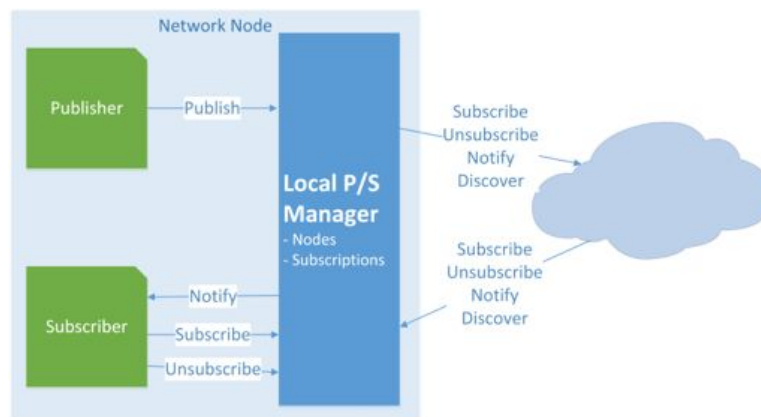 Network Node
Publisher
Publish
Subscribe
Unsubscribe
Notify
Discover
Local P/S
Manager
- Nodes
- Subscriptions
Subscribe
Unsubscribe
Notify
Discover
Subscriber
Notify
Subscribe
Unsubscribe